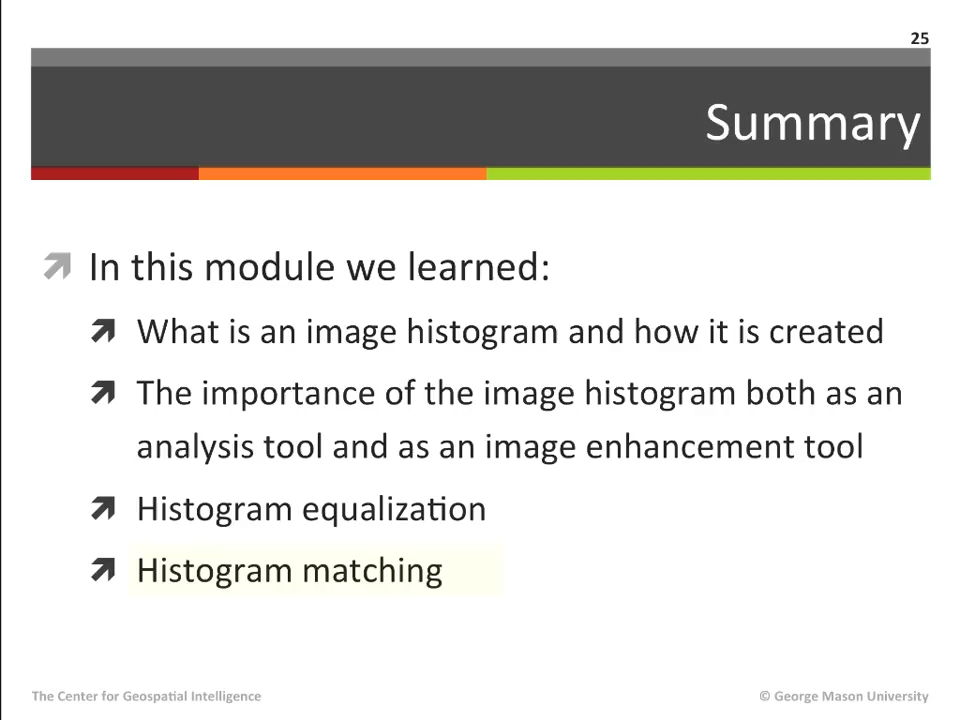 25
Summary
In this module we learned:
What is an image histogram and how it is created
The importance of the image histogram both as an
analysis tool and as an image enhancement tool
Histogram equalization
Histogram matching
The Center for Geospatial Intelligence
© George Mason University